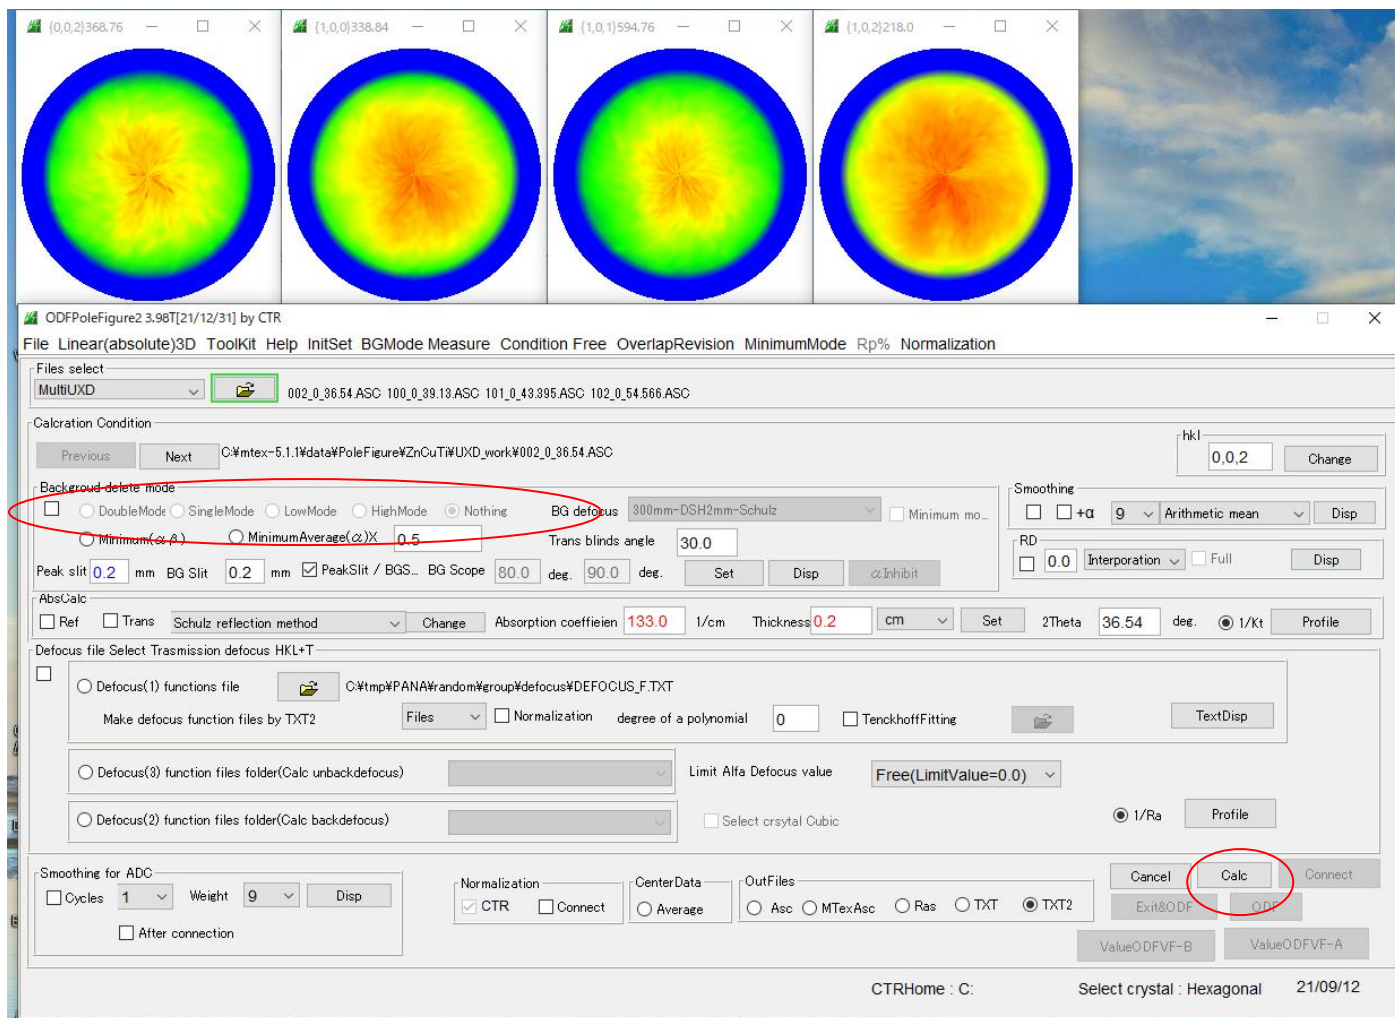 {0,0,2}368.76
{1,0,0}338.84
{1,0,1}594.76
{1,0,2}218.0
ODFPoleFigure2 3.98T[21/12/31] by CTR
File Linear(absolute)3D ToolKit Help InitSet BGMode Measure Condition Free OverlapRevision MinimumMode Rp% Normalization
Files select
MultiUXD 002_0_36.54.ASC 100_0_39.13.ASC 101_0_43.395.ASC 102_0_54.566.ASC
Calcration Condition
Previous Next C:¥mtex-5.1.1¥data¥PoleFigure¥ZnCuTi¥UXD_work¥002_0_36.54.ASC
hkl
0,0,2 Change
Backgroud delete mode
DoubleMode SingleMode LowMode HighMode Nothing BG defocus 300mm-DSH2mm-Schulz Minimum mo...
Minimum(αβ) MinimumAverage(α)X 0.5 Trans blinds angle 30.0
Peak slit 0.2 mm BG Slit 0.2 mm PeakSlit / BGS... BG Scope 80.0 deg. 90.0 deg. Set Disp αInhibit
Smoothing
+α 9 Arithmetic mean Disp
RD
0.0 Interporation Full Disp
AbsCalc
Ref Trans Schulz reflection method Change Absorption coeffieien 133.0 1/cm Thickness 0.2 cm Set 2Theta 36.54 deg. 1/Kt Profile
Defocus file Select Trasmission defocus HKL+T
Defocus(1) functions file C:¥tmp¥PANA¥random¥group¥defocus¥DEFOCUS_F.TXT
Make defocus function files by TXT2 Files Normalization degree of a polynomial 0 TenckhoffFitting TextDisp
Defocus(3) function files folder(Calc unbackdefocus) Limit Alfa Defocus value Free(LimitValue=0.0)
Defocus(2) function files folder(Calc backdefocus) Select crsytal Cubic 1/Ra Profile
Smoothing for ADC
Cycles 1 Weight 9 Disp
After connection
Normalization
CTR Connect
CenterData
Average
OutFiles
Asc MTexAsc Ras TXT TXT2
Cancel Calc Connect
Exit&ODF ODF
ValueODFVF-B ValueODFVF-A
CTRHome : C: Select crystal : Hexagonal 21/09/12